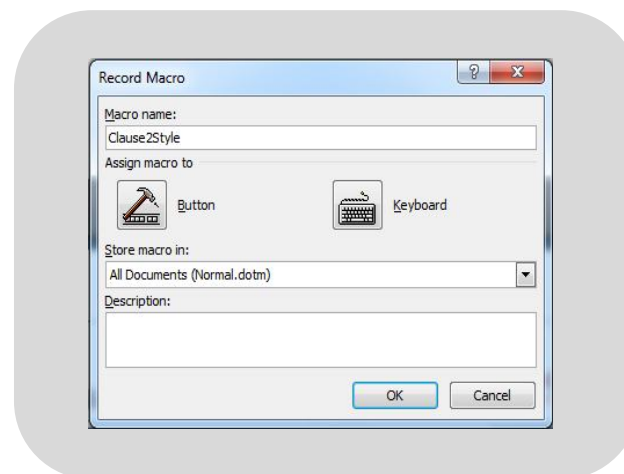 Record Macro
Macro name:
Clause2Style
Assign macro to
Button Keyboard
Store macro in:
All Documents (Normal.dotm)
Description:
OK Cancel